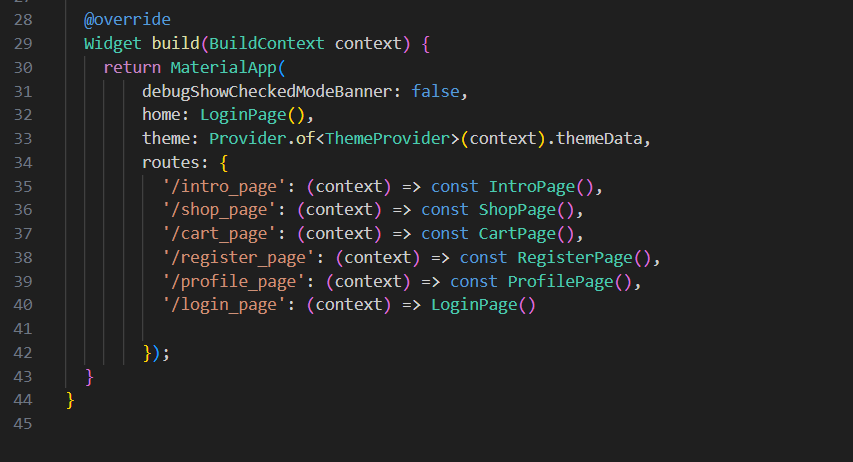 28 @override
29 Widget build(BuildContext context) {
30 return MaterialApp(
31 debugShowCheckedModeBanner: false,
32 home: LoginPage(),
33 theme: Provider.of<ThemeProvider>(context).themeData,
34 routes: {
35 '/intro_page': (context) => const IntroPage(),
36 '/shop_page': (context) => const ShopPage(),
37 '/cart_page': (context) => const CartPage(),
38 '/register_page': (context) => const RegisterPage(),
39 '/profile_page': (context) => const ProfilePage(),
40 '/login_page': (context) => LoginPage()
41
42 });
43 }
44 }
45